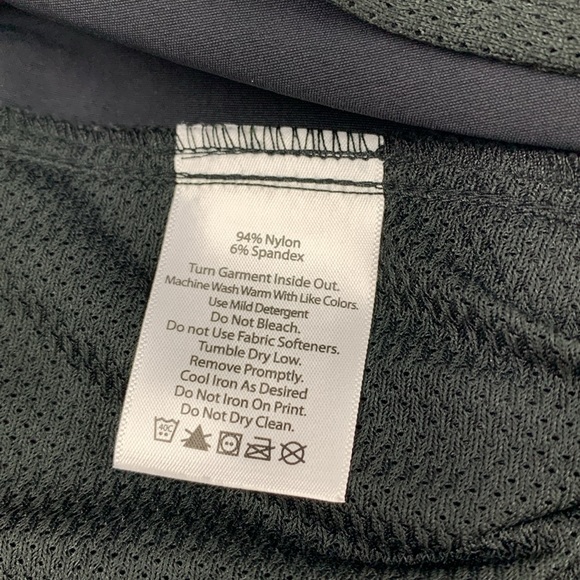 94% Nylon
6% Spandex
Turn Garment Inside Out.
Machine Wash Warm With Like Colors.
Use Mild Detergent
Do Not Bleach.
Do not Use Fabric Softeners.
Tumble Dry Low.
Remove Promptly.
Cool Iron As Desired
Do Not Iron On Print.
Do Not Dry Clean.
40C